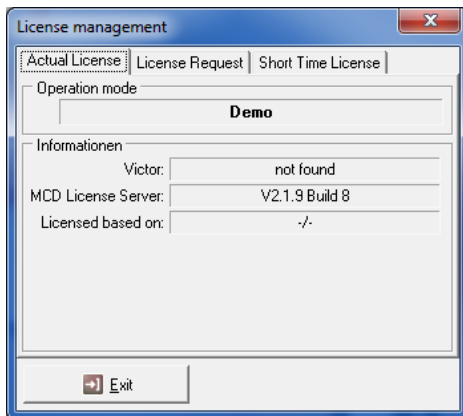 License management
Actual License License Request Short Time License
Operation mode
Demo
Informationen
Victor: not found
MCD License Server: V2.1.9 Build 8
Licensed based on: -/-
Exit